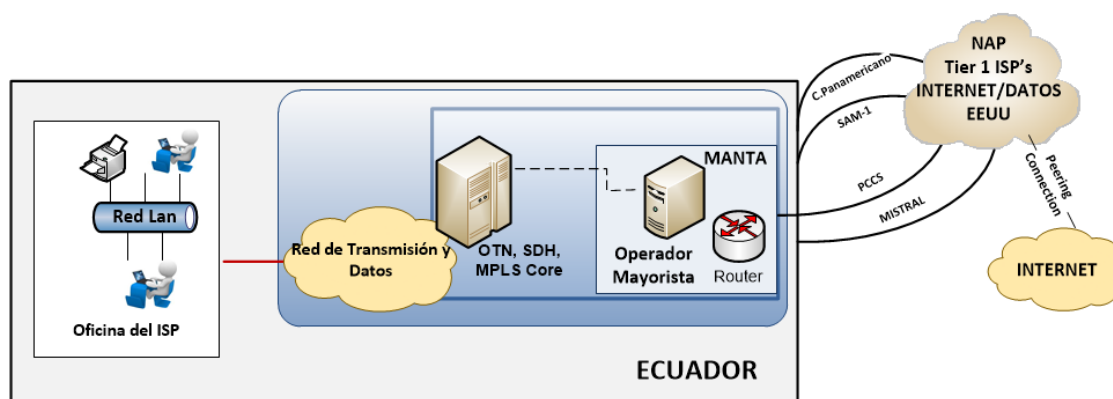 Red Lan
Oficina del ISP
Red de Transmisión y
Datos
OTN, SDH,
MPLS Core
MANTA
Operador
Mayorista
Router
ECUADOR
C.Panamericano
SAM-1
PCCS
MISTRAL
NAP
Tier 1 ISP's
INTERNET/DATOS
EEUU
Peering
Connection
INTERNET